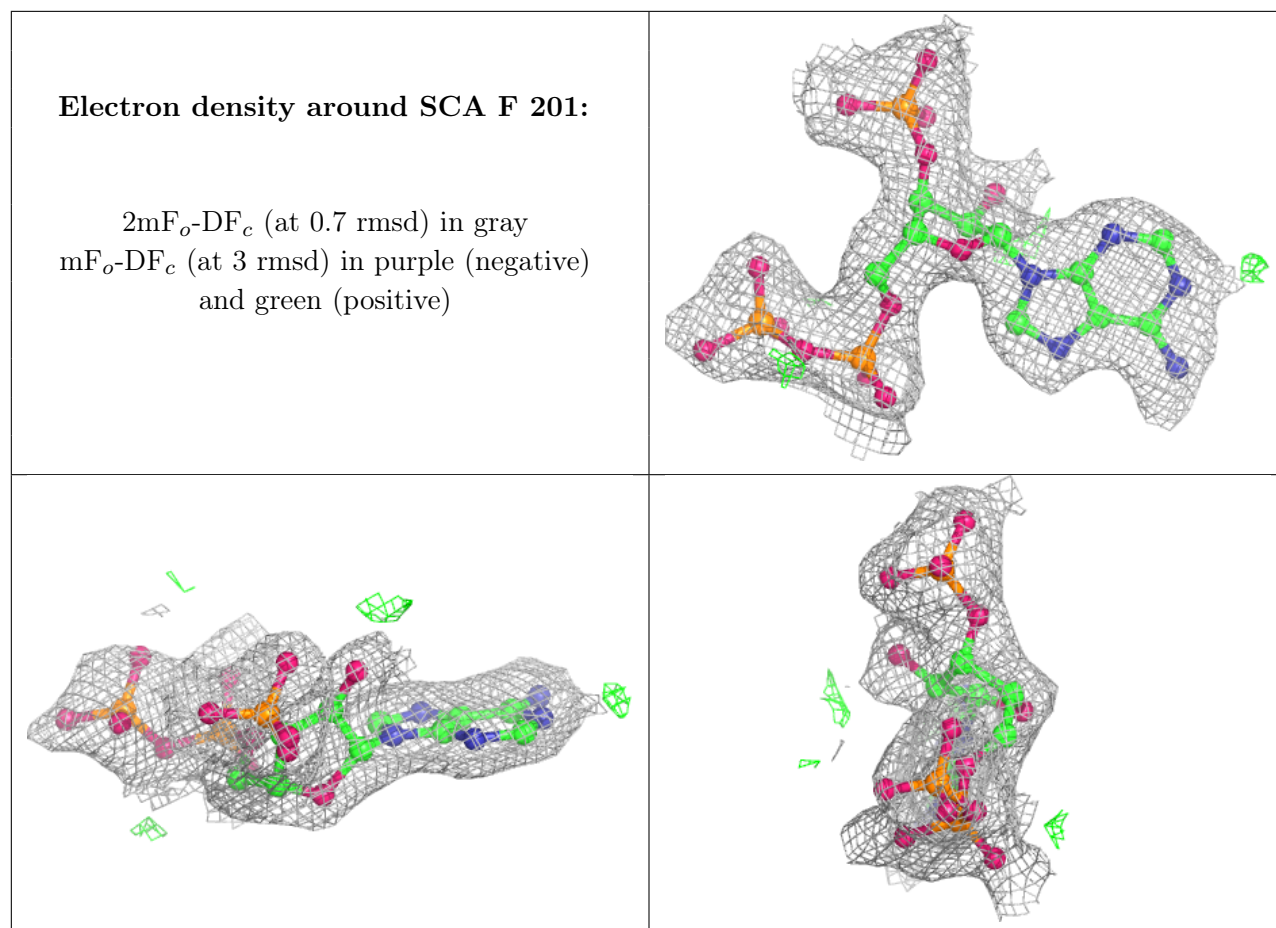 Electron density around SCA F 201:
2mFₒ-DF𝒸 (at 0.7 rmsd) in gray
mFₒ-DF𝒸 (at 3 rmsd) in purple (negative)
and green (positive)